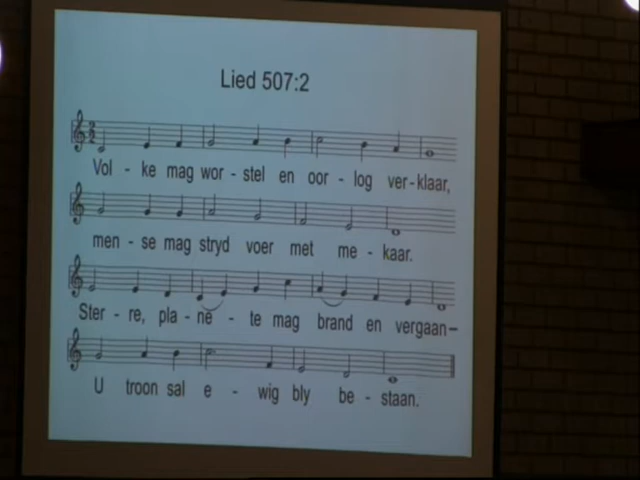 Lied 507:2
Vol - ke mag wor - stel en oor - log ver - klaar,
men - se mag stryd voer met me - kaar.
Ster - re, pla - ne - te mag brand en vergaan–
U troon sal e - wig bly be - staan.